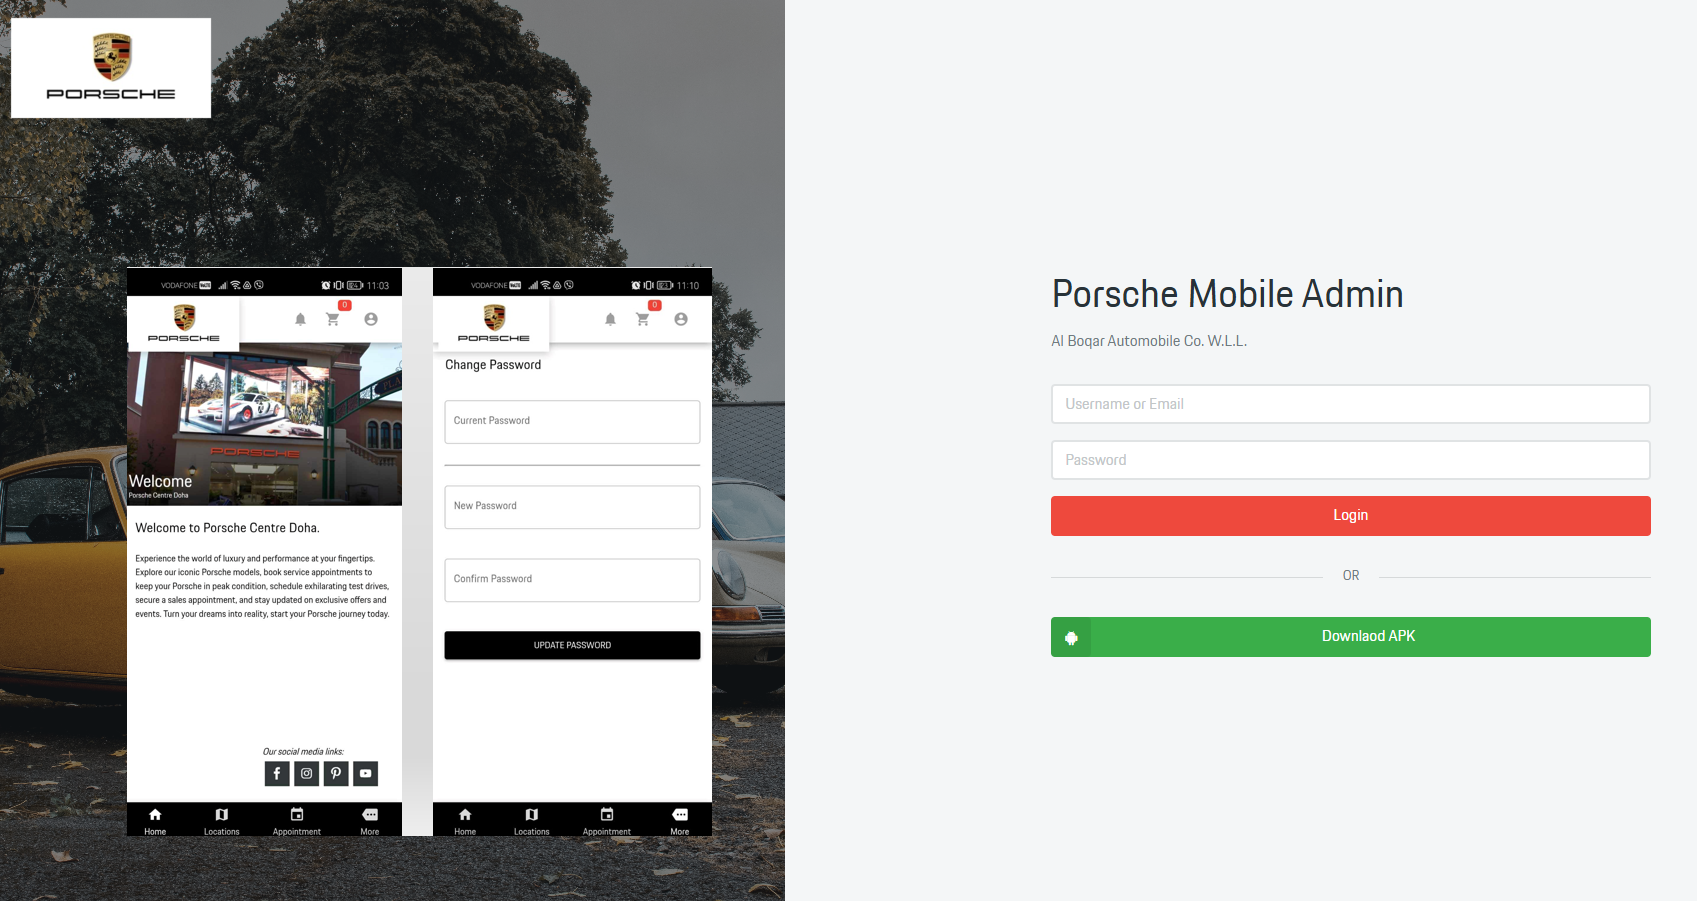 PORSCHE
VODAFONE
11:03
0
PORSCHE
PORSCHE
Welcome
Porsche Centre Doha
Welcome to Porsche Centre Doha.
Experience the world of luxury and performance at your fingertips.
Explore our iconic Porsche models, book service appointments to
keep your Porsche in peak condition, schedule exhilarating test drives,
secure a sales appointment, and stay updated on exclusive offers and
events. Turn your dreams into reality, start your Porsche journey today.
Our social media links:
Home
Locations
Appointment
More
VODAFONE
11:10
0
PORSCHE
Change Password
Current Password
New Password
Confirm Password
UPDATE PASSWORD
Home
Locations
Appointment
More
Porsche Mobile Admin
Al Boqar Automobile Co. W.L.L.
Username or Email
Password
Login
OR
Downlaod APK